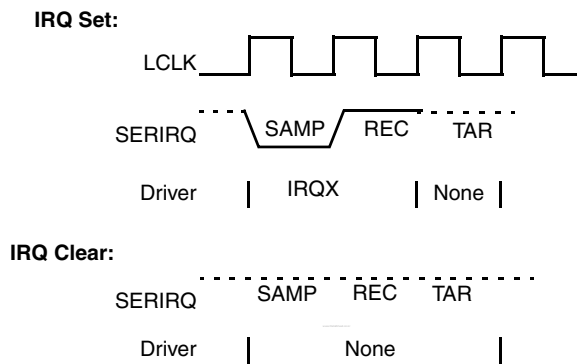 IRQ Set:
LCLK
SERIRQ SAMP REC TAR
Driver IRQX None
IRQ Clear:
SERIRQ SAMP REC TAR
Driver None